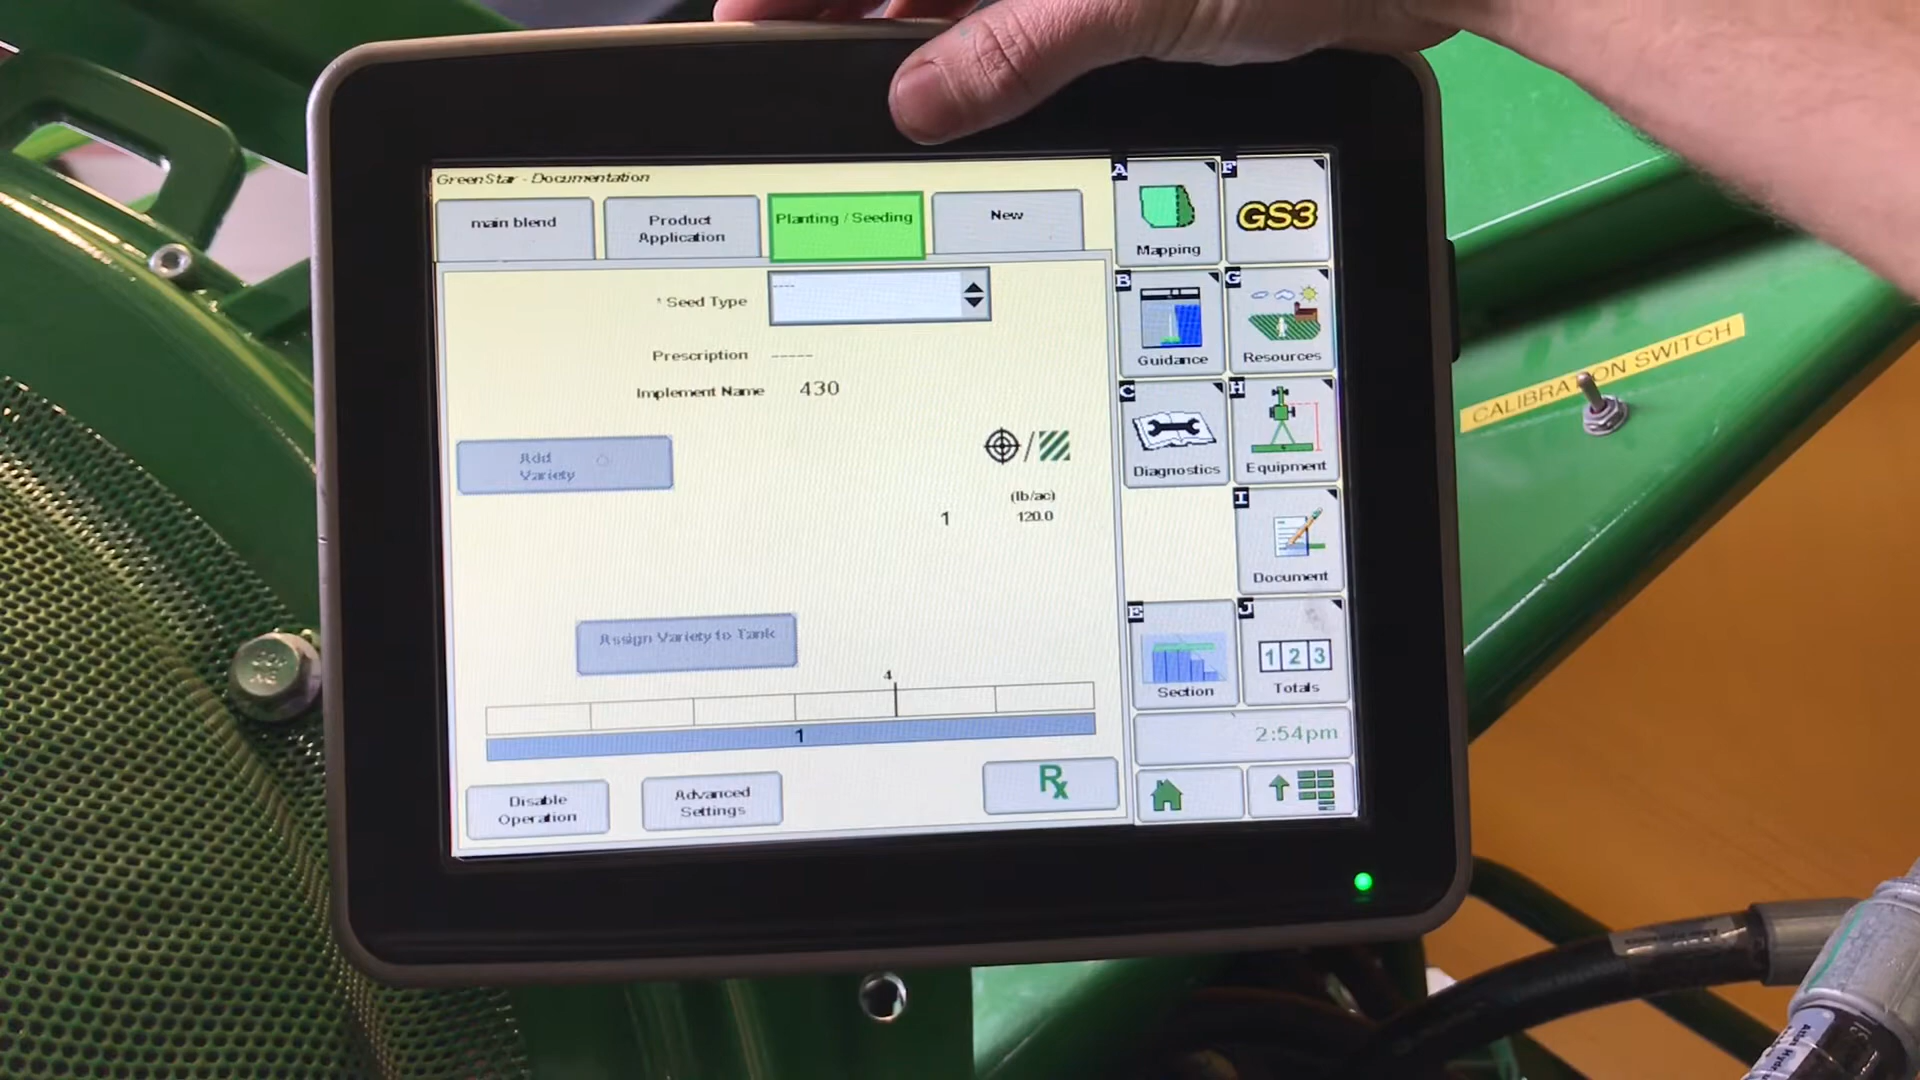 GreenStar - Documentation
main blend
Product
Application
Planting / Seeding
New
* Seed Type
----
Prescription
-----
Implement Name
430
Add
Variety
(lb/ac)
1
120.0
Assign Variety to Tank
4
1
Disable
Operation
Advanced
Settings
Rx
A
Mapping
F
GS3
B
Guidance
G
Resources
C
Diagnostics
H
Equipment
I
Document
E
Section
J
1 2 3
Totals
2:54pm
CALIBRATION SWITCH